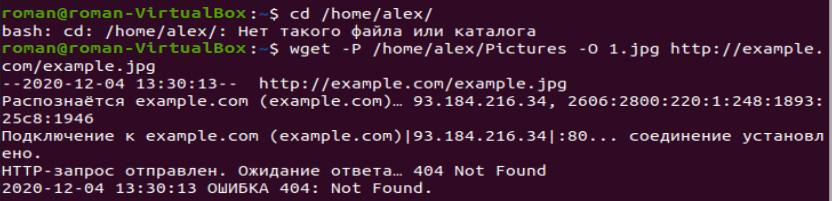 roman@roman-VirtualBox:~$ cd /home/alex/
bash: cd: /home/alex/: Нет такого файла или каталога
roman@roman-VirtualBox:~$ wget -P /home/alex/Pictures -O 1.jpg http://example.
com/example.jpg
--2020-12-04 13:30:13--  http://example.com/example.jpg
Распознаётся example.com (example.com)… 93.184.216.34, 2606:2800:220:1:248:1893:
25c8:1946
Подключение к example.com (example.com)|93.184.216.34|:80... соединение установл
ено.
HTTP-запрос отправлен. Ожидание ответа… 404 Not Found
2020-12-04 13:30:13 ОШИБКА 404: Not Found.